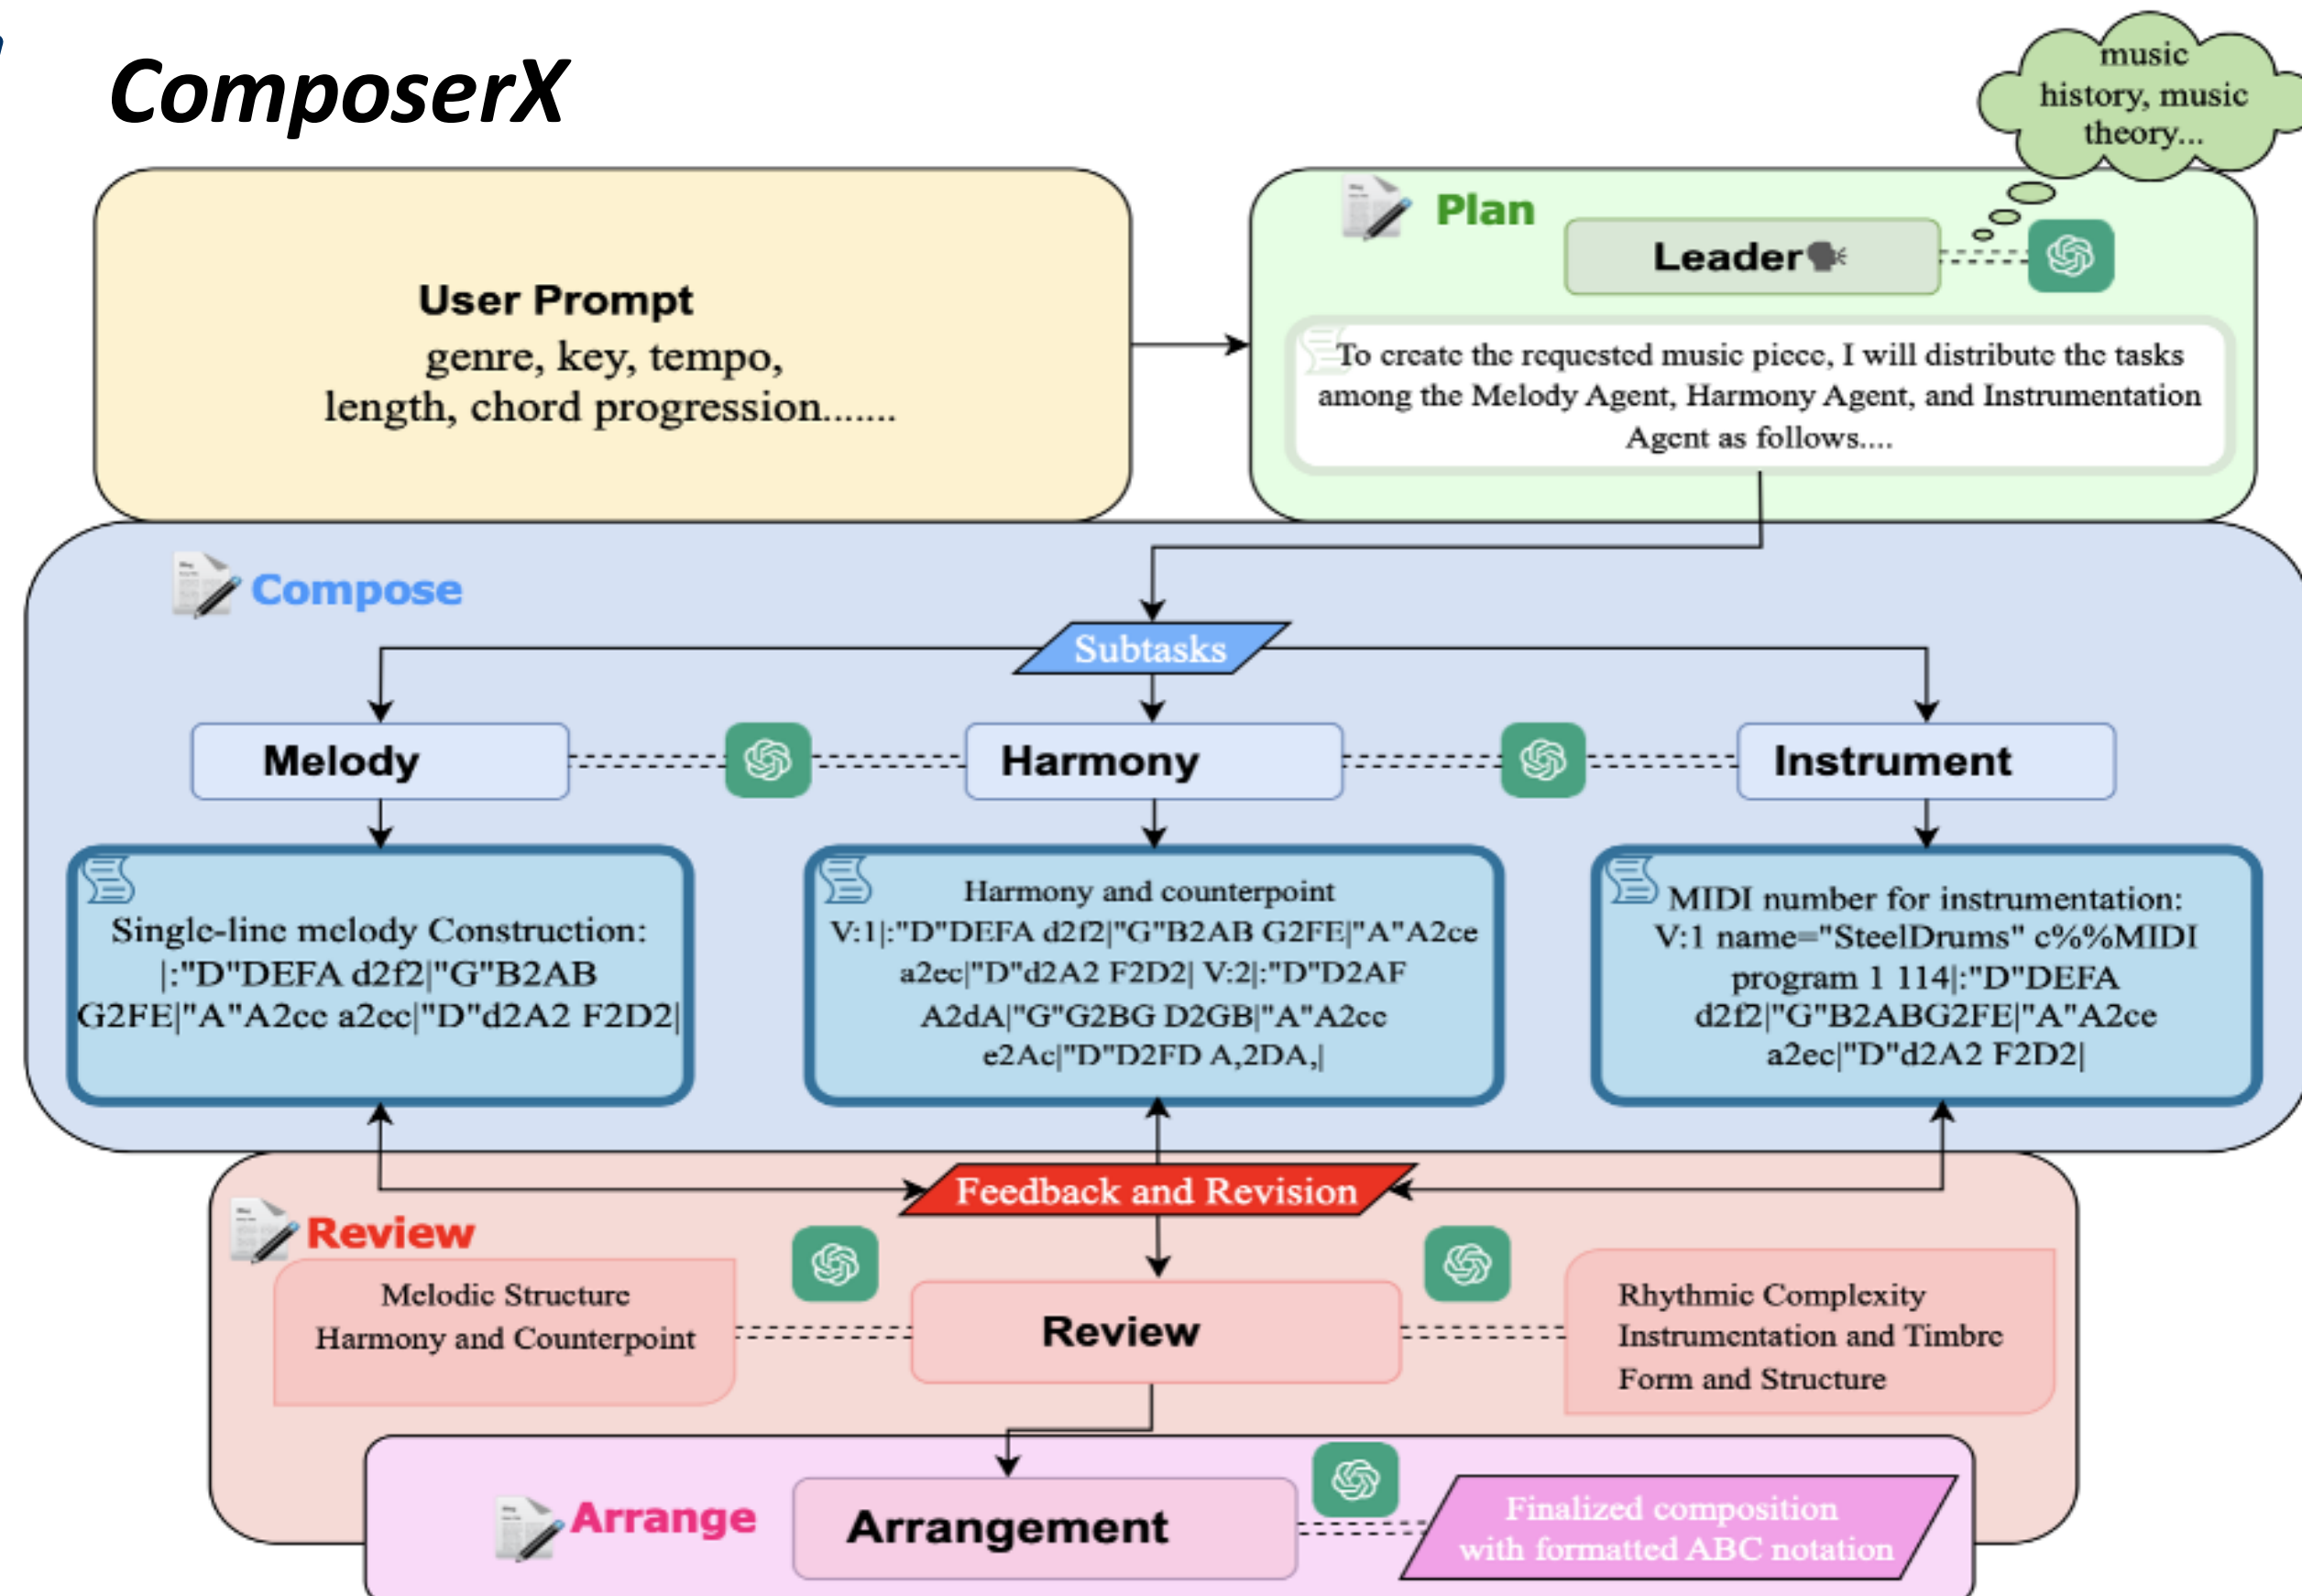 ComposerX
music
history, music
theory...
User Prompt
genre, key, tempo,
length, chord progression.......
Plan
Leader
To create the requested music piece, I will distribute the tasks
among the Melody Agent, Harmony Agent, and Instrumentation
Agent as follows....
Compose
Subtasks
Melody
Harmony
Instrument
Single-line melody Construction:
|:"D"DEFA d2f2|"G"B2AB
G2FE|"A"A2ce a2ec|"D"d2A2 F2D2|
Harmony and counterpoint
V:1|:"D"DEFA d2f2|"G"B2AB G2FE|"A"A2ce
a2ec|"D"d2A2 F2D2| V:2|:"D"D2AF
A2dA|"G"G2BG D2GB|"A"A2ce
e2Ac|"D"D2FD A,2DA,|
MIDI number for instrumentation:
V:1 name="SteelDrums" c%%MIDI
program 1 114|:"D"DEFA
d2f2|"G"B2ABG2FE|"A"A2ce
a2ec|"D"d2A2 F2D2|
Feedback and Revision
Review
Melodic Structure
Harmony and Counterpoint
Review
Rhythmic Complexity
Instrumentation and Timbre
Form and Structure
Arrange
Arrangement
Finalized composition
with formatted ABC notation